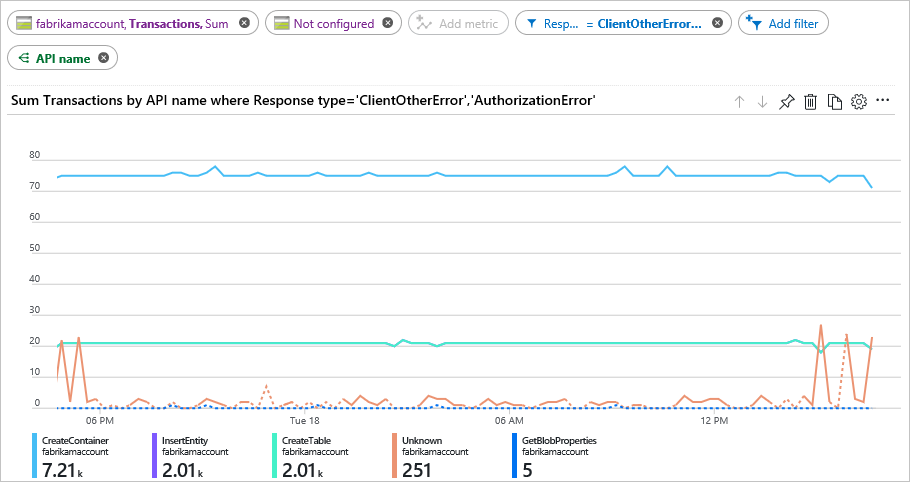 fabrikamaccount, Transactions, Sum
Not configured
Add metric
Resp... = ClientOtherError...
Add filter
API name
Sum Transactions by API name where Response type='ClientOtherError','AuthorizationError'
80
70
60
50
40
30
20
10
0
06 PM
Tue 18
06 AM
12 PM
CreateContainer
fabrikamaccount
7.21 k
InsertEntity
fabrikamaccount
2.01 k
CreateTable
fabrikamaccount
2.01 k
Unknown
fabrikamaccount
251
GetBlobProperties
fabrikamaccount
5